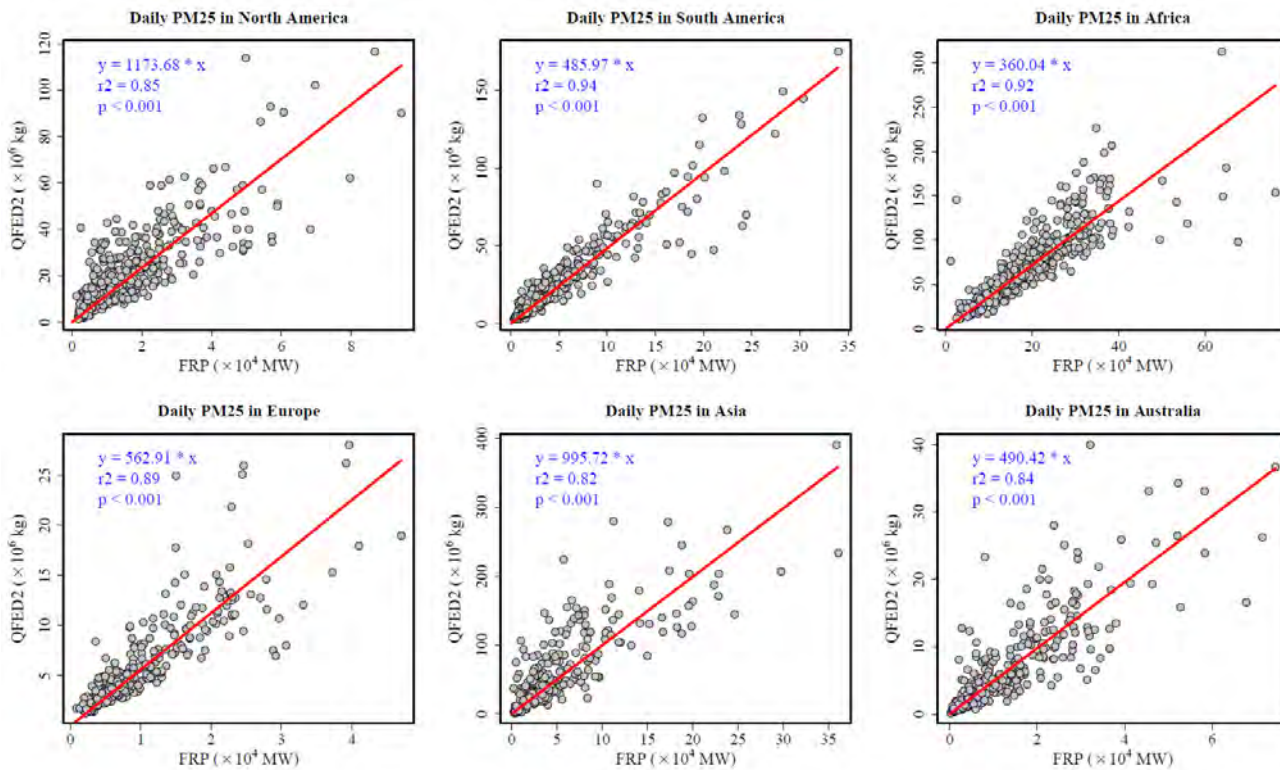 Daily PM25 in North America
y = 1173.68 * x
r2 = 0.85
p < 0.001
QFED2 (×10⁶ kg)
120
100
80
60
40
20
0
0 2 4 6 8
FRP (×10⁴ MW)
Daily PM25 in South America
y = 485.97 * x
r2 = 0.94
p < 0.001
QFED2 (×10⁶ kg)
150
100
50
0
0 5 10 15 20 25 30 35
FRP (×10⁴ MW)
Daily PM25 in Africa
y = 360.04 * x
r2 = 0.92
p < 0.001
QFED2 (×10⁶ kg)
300
250
200
150
100
50
0
0 20 40 60
FRP (×10⁴ MW)
Daily PM25 in Europe
y = 562.91 * x
r2 = 0.89
p < 0.001
QFED2 (×10⁶ kg)
25
20
15
10
5
0 1 2 3 4
FRP (×10⁴ MW)
Daily PM25 in Asia
y = 995.72 * x
r2 = 0.82
p < 0.001
QFED2 (×10⁶ kg)
400
300
200
100
0
0 5 10 15 20 25 30 35
FRP (×10⁴ MW)
Daily PM25 in Australia
y = 490.42 * x
r2 = 0.84
p < 0.001
QFED2 (×10⁶ kg)
40
30
20
10
0
0 2 4 6
FRP (×10⁴ MW)